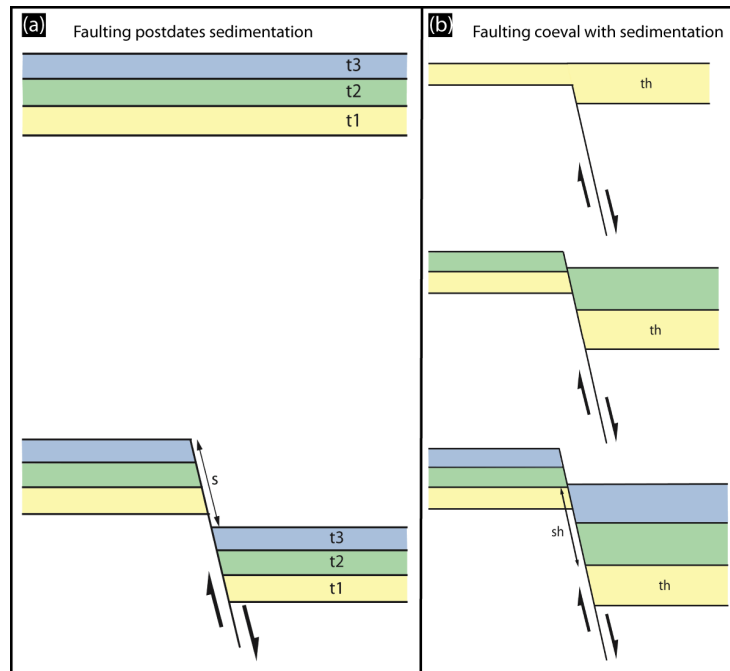 (a)
Faulting postdates sedimentation
t3
t2
t1
s
t3
t2
t1
(b)
Faulting coeval with sedimentation
th
th
sh
th